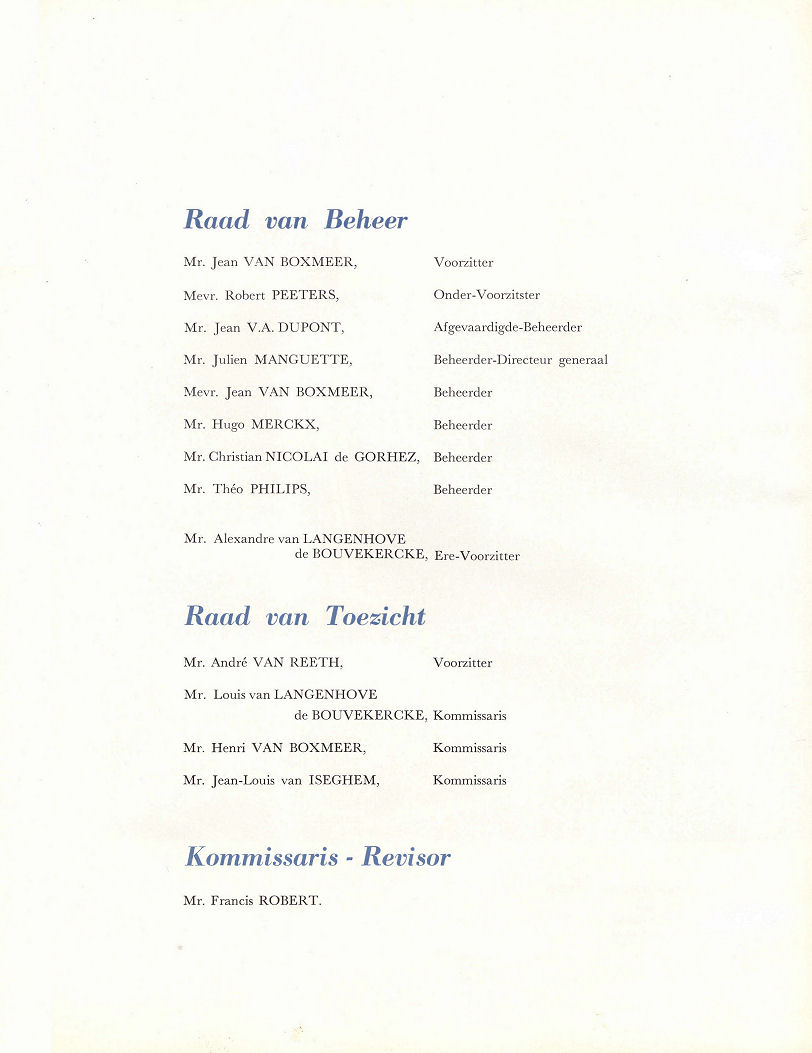 Raad van Beheer
Mr. Jean VAN BOXMEER, Voorzitter
Mevr. Robert PEETERS, Onder-Voorzitster
Mr. Jean V.A. DUPONT, Afgevaardigde-Beheerder
Mr. Julien MANGUETTE, Beheerder-Directeur generaal
Mevr. Jean VAN BOXMEER, Beheerder
Mr. Hugo MERCKX, Beheerder
Mr. Christian NICOLAI de GORHEZ, Beheerder
Mr. Théo PHILIPS, Beheerder
Mr. Alexandre van LANGENHOVE
de BOUVEKERCKE, Ere-Voorzitter
Raad van Toezicht
Mr. André VAN REETH, Voorzitter
Mr. Louis van LANGENHOVE
de BOUVEKERCKE, Kommissaris
Mr. Henri VAN BOXMEER, Kommissaris
Mr. Jean-Louis van ISEGHEM, Kommissaris
Kommissaris - Revisor
Mr. Francis ROBERT.